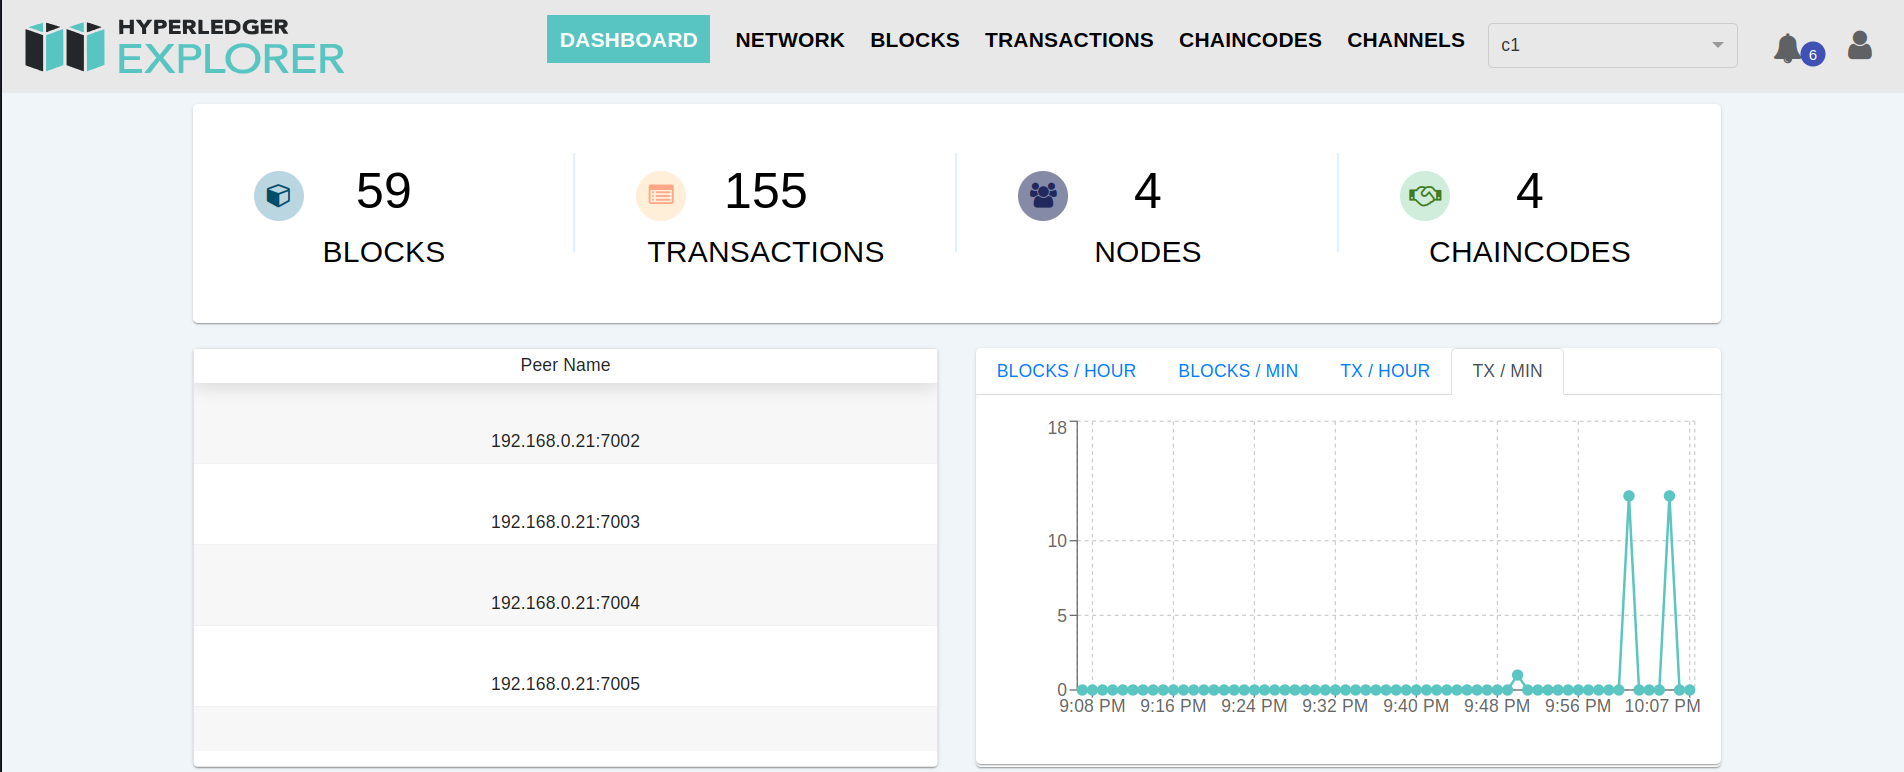 HYPERLEDGER
EXPLORER
DASHBOARD NETWORK BLOCKS TRANSACTIONS CHAINCODES CHANNELS
c1
6
59
BLOCKS
155
TRANSACTIONS
4
NODES
4
CHAINCODES
Peer Name
192.168.0.21:7002
192.168.0.21:7003
192.168.0.21:7004
192.168.0.21:7005
BLOCKS / HOUR BLOCKS / MIN TX / HOUR TX / MIN
18
10
5
0
9:08 PM 9:16 PM 9:24 PM 9:32 PM 9:40 PM 9:48 PM 9:56 PM 10:07 PM